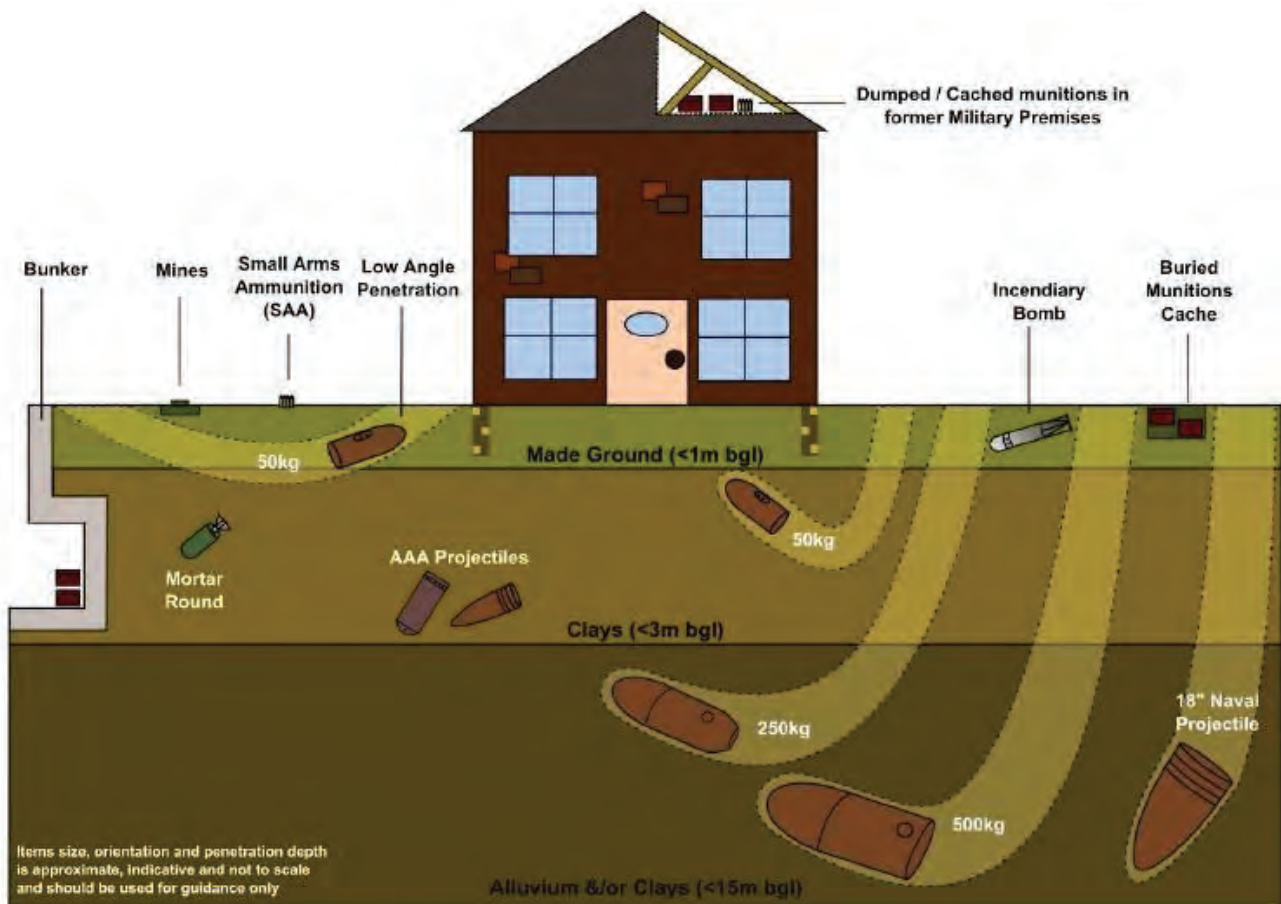 Dumped / Cached munitions in
former Military Premises
Bunker
Mines
Small Arms
Ammunition
(SAA)
Low Angle
Penetration
Incendiary
Bomb
Buried
Munitions
Cache
50kg
Made Ground (<1m bgl)
50kg
Mortar
Round
AAA Projectiles
Clays (<3m bgl)
250kg
18" Naval
Projectile
500kg
Items size, orientation and penetration depth
is approximate, indicative and not to scale
and should be used for guidance only
Alluvium &/or Clays (<15m bgl)